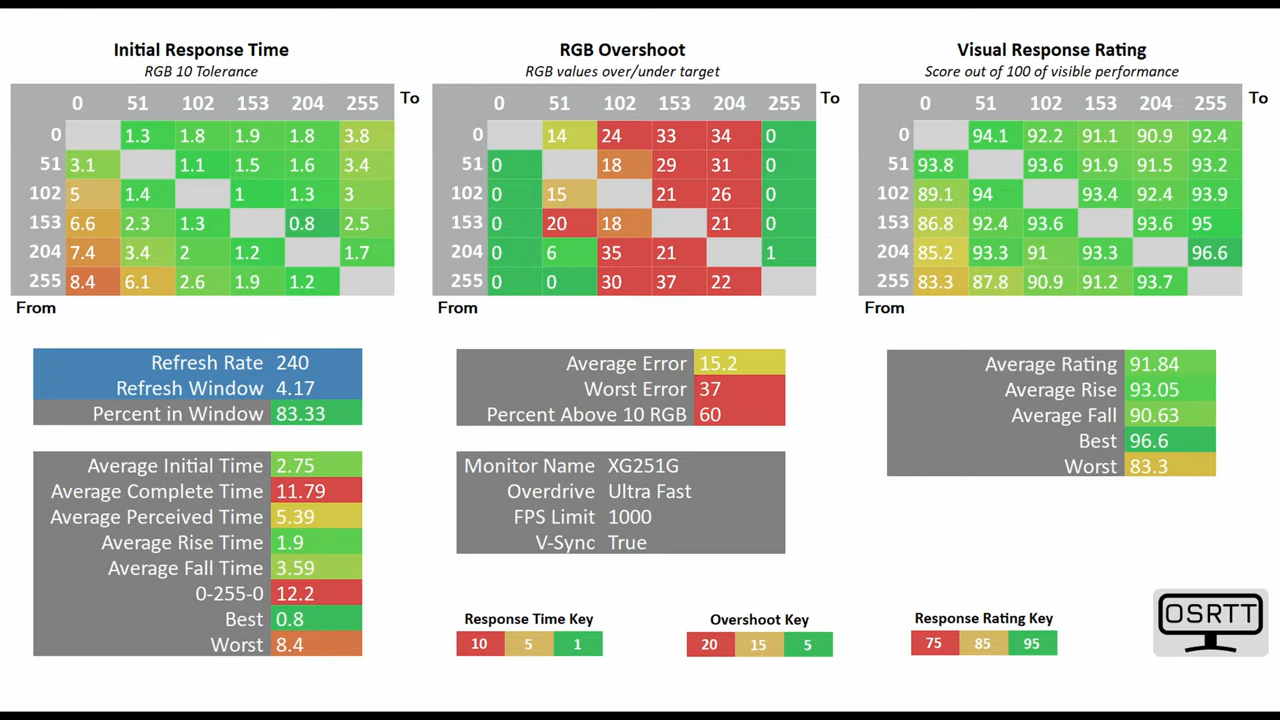 Initial Response Time
RGB 10 Tolerance
0 51 102 153 204 255 To
0 1.3 1.8 1.9 1.8 3.8
51 3.1 1.1 1.5 1.6 3.4
102 5 1.4 1 1.3 3
153 6.6 2.3 1.3 0.8 2.5
204 7.4 3.4 2 1.2 1.7
255 8.4 6.1 2.6 1.9 1.2
From
RGB Overshoot
RGB values over/under target
0 51 102 153 204 255 To
0 14 24 33 34 0
51 0 18 29 31 0
102 0 15 21 26 0
153 0 20 18 21 0
204 0 6 35 21 1
255 0 0 30 37 22
From
Visual Response Rating
Score out of 100 of visible performance
0 51 102 153 204 255 To
0 94.1 92.2 91.1 90.9 92.4
51 93.8 93.6 91.9 91.5 93.2
102 89.1 94 93.4 92.4 93.9
153 86.8 92.4 93.6 93.6 95
204 85.2 93.3 91 93.3 96.6
255 83.3 87.8 90.9 91.2 93.7
From
Refresh Rate 240
Refresh Window 4.17
Percent in Window 83.33
Average Initial Time 2.75
Average Complete Time 11.79
Average Perceived Time 5.39
Average Rise Time 1.9
Average Fall Time 3.59
0-255-0 12.2
Best 0.8
Worst 8.4
Average Error 15.2
Worst Error 37
Percent Above 10 RGB 60
Monitor Name XG251G
Overdrive Ultra Fast
FPS Limit 1000
V-Sync True
Average Rating 91.84
Average Rise 93.05
Average Fall 90.63
Best 96.6
Worst 83.3
Response Time Key
10 5 1
Overshoot Key
20 15 5
Response Rating Key
75 85 95
OSRTT